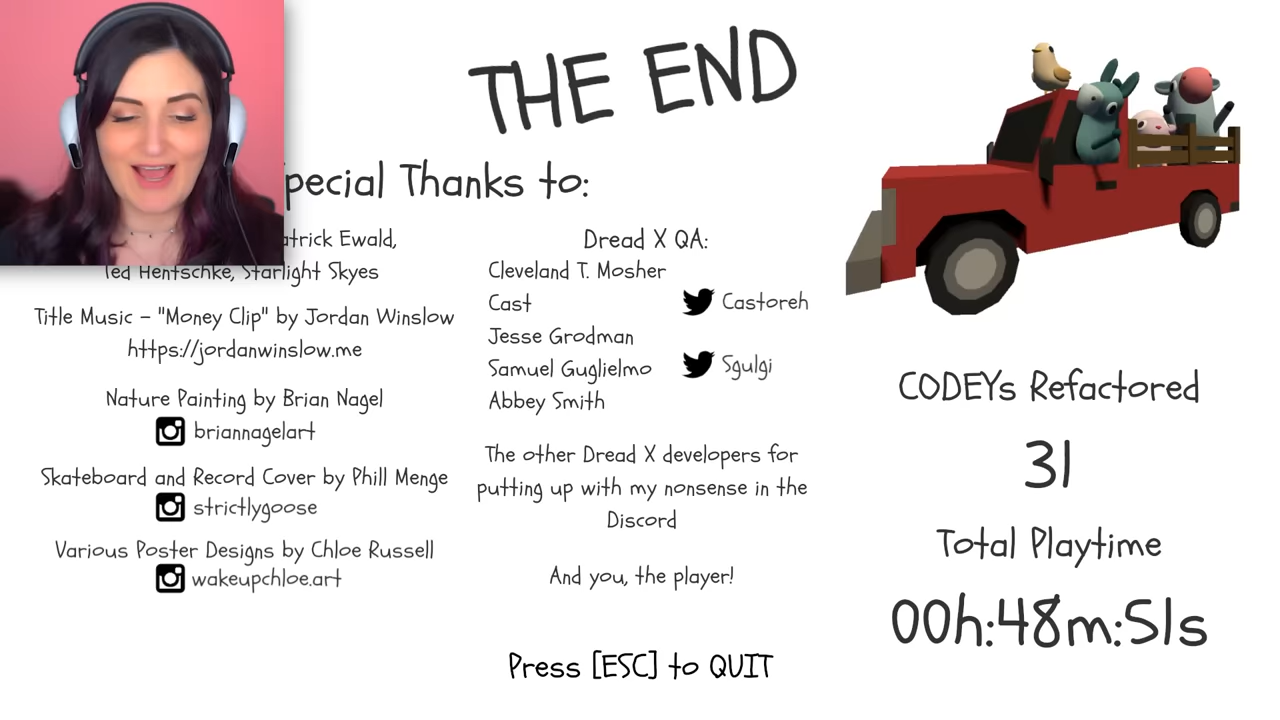 THE END
pecial Thanks to:
atrick Ewald,
Ted Hentschke, Starlight Skyes
Title Music - "Money Clip" by Jordan Winslow
https://jordanwinslow.me
Nature Painting by Brian Nagel
briannagelart
Skateboard and Record Cover by Phill Menge
strictlygoose
Various Poster Designs by Chloe Russell
wakeupchloe.art
Dread X QA:
Cleveland T. Mosher
Cast Castoreh
Jesse Grodman
Samuel Guglielmo Sgulgi
Abbey Smith
The other Dread X developers for
putting up with my nonsense in the
Discord
And you, the player!
CODEYs Refactored
31
Total Playtime
00h:48m:51s
Press [ESC] to QUIT